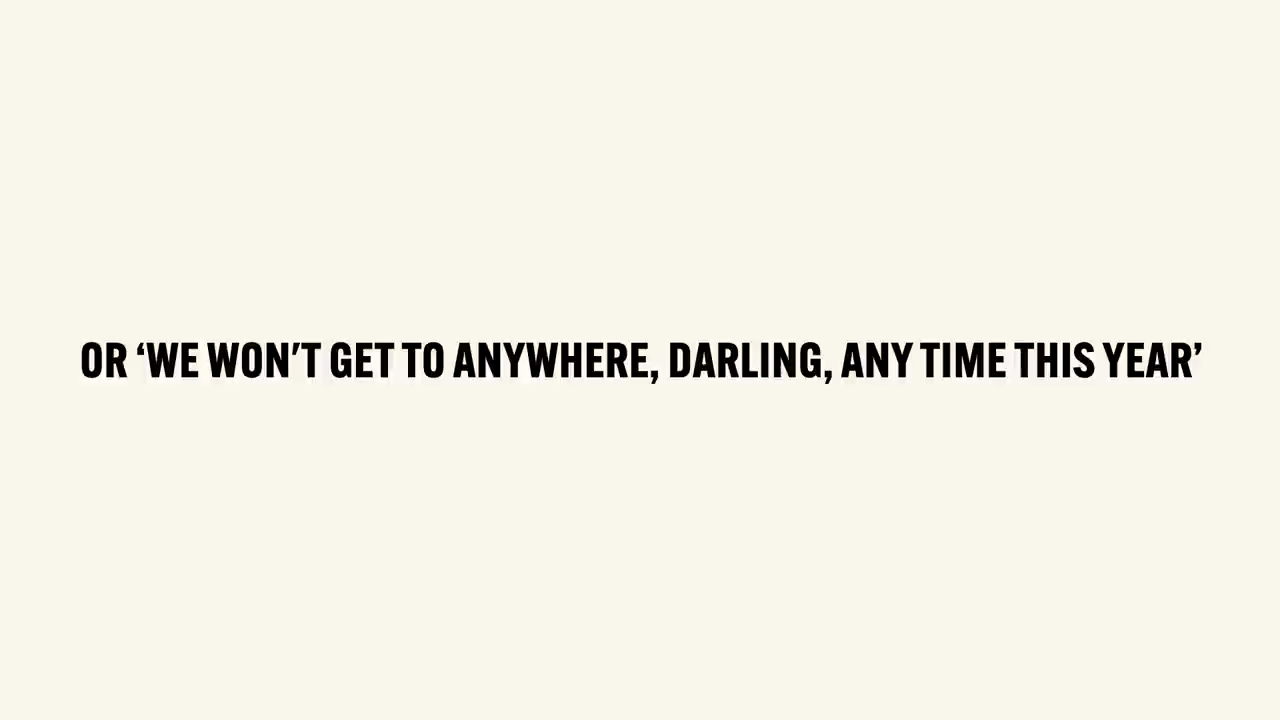 OR ‘WE WON'T GET TO ANYWHERE, DARLING, ANY TIME THIS YEAR’